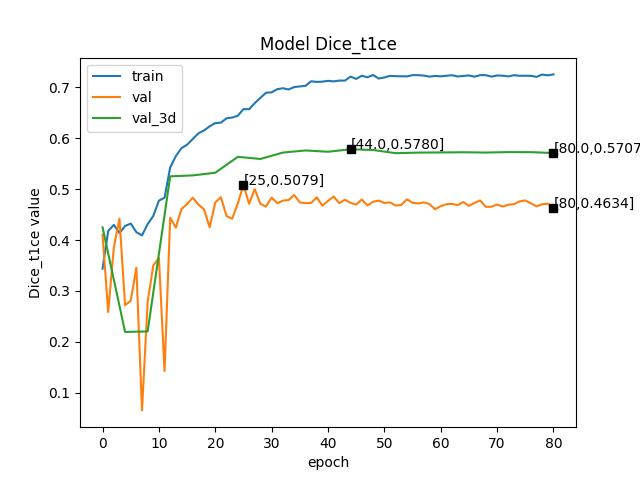 Model Dice_t1ce
train
val
val_3d
[44.0,0.5780]
[80.0,0.5707
[25,0.5079]
[80,0.4634]
0.7
0.6
0.5
0.4
0.3
0.2
0.1
Dice_t1ce value
0 10 20 30 40 50 60 70 80
epoch